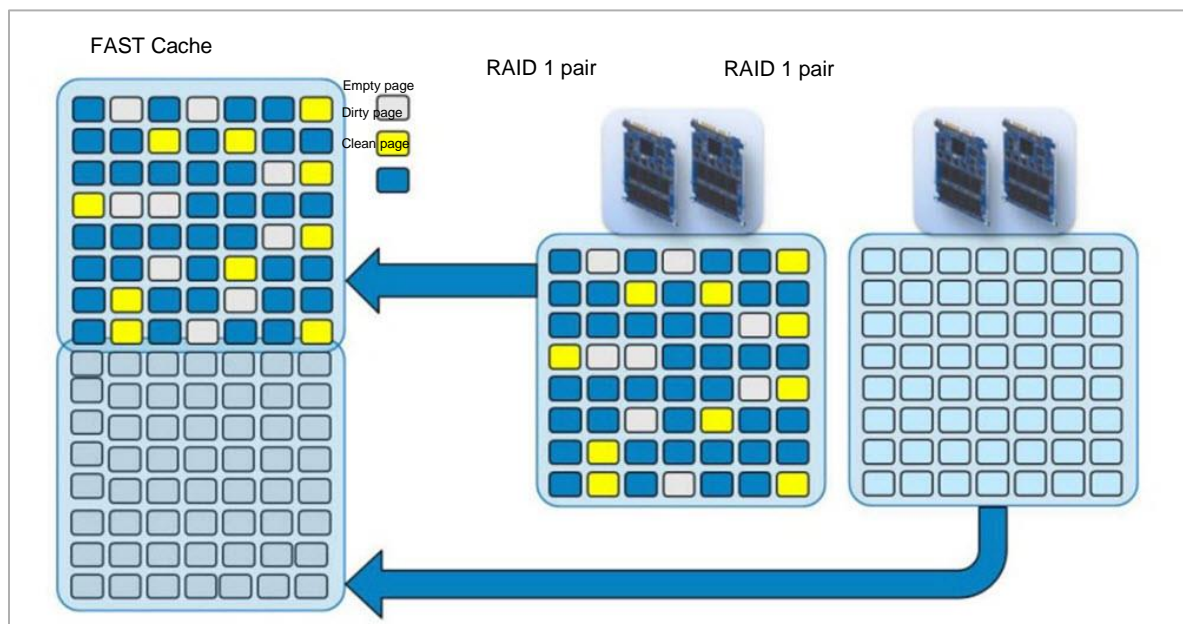 FAST Cache
RAID 1 pair
RAID 1 pair
Empty page
Dirty page
Clean page